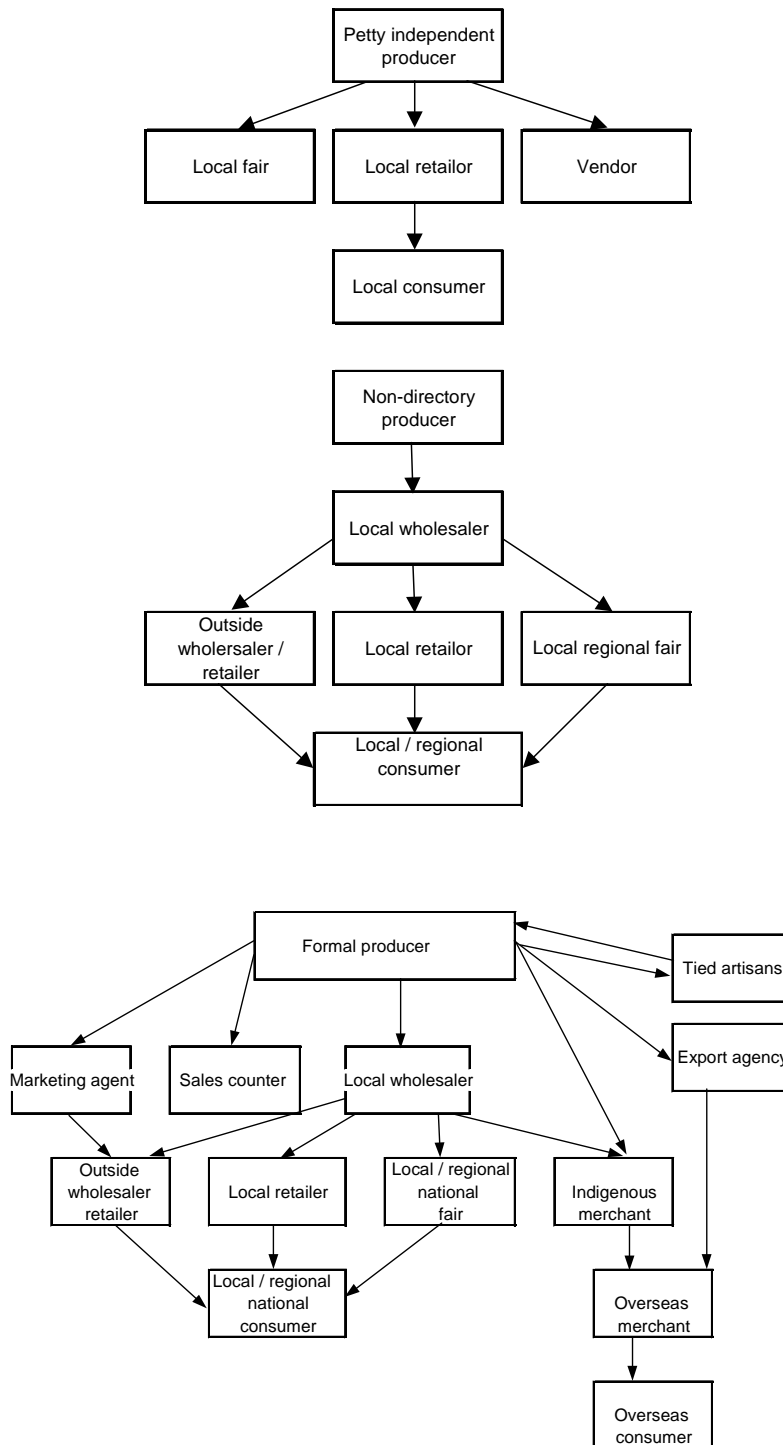 Petty independent
producer
Local fair
Local retailor
Vendor
Local consumer
Non-directory
producer
Local wholesaler
Outside
wholersaler /
retailer
Local retailor
Local regional fair
Local / regional
consumer
Formal producer
Tied artisans
Marketing agent
Sales counter
Local wholesaler
Export agency
Outside
wholesaler
retailer
Local retailer
Local / regional
national
fair
Indigenous
merchant
Local / regional
national
consumer
Overseas
merchant
Overseas
consumer